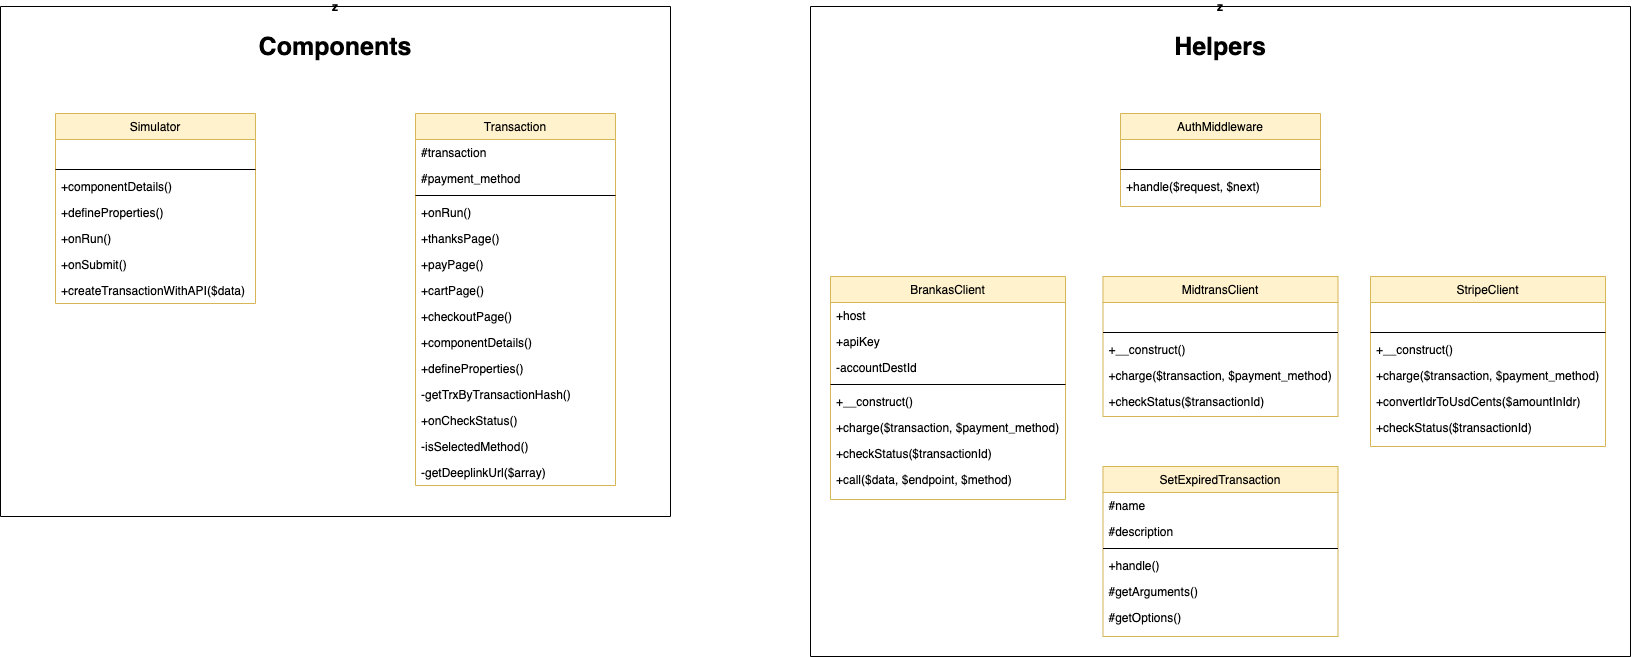 z
Components
Simulator
+componentDetails()
+defineProperties()
+onRun()
+onSubmit()
+createTransactionWithAPI($data)
Transaction
#transaction
#payment_method
+onRun()
+thanksPage()
+payPage()
+cartPage()
+checkoutPage()
+componentDetails()
+defineProperties()
-getTrxByTransactionHash()
+onCheckStatus()
-isSelectedMethod()
-getDeeplinkUrl($array)
z
Helpers
AuthMiddleware
+handle($request, $next)
BrankasClient
+host
+apiKey
-accountDestId
+__construct()
+charge($transaction, $payment_method)
+checkStatus($transactionId)
+call($data, $endpoint, $method)
MidtransClient
+__construct()
+charge($transaction, $payment_method)
+checkStatus($transactionId)
StripeClient
+__construct()
+charge($transaction, $payment_method)
+convertIdrToUsdCents($amountInIdr)
+checkStatus($transactionId)
SetExpiredTransaction
#name
#description
+handle()
#getArguments()
#getOptions()